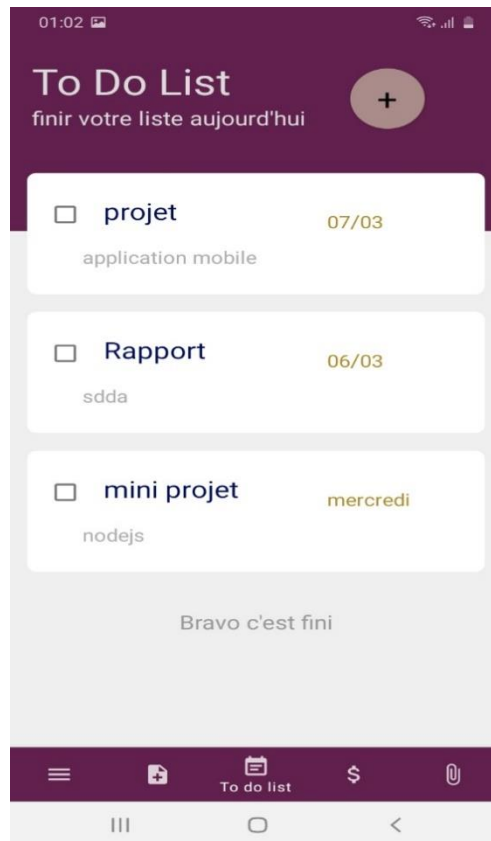 01:02
To Do List
finir votre liste aujourd'hui
+
projet
07/03
application mobile
Rapport
06/03
sdda
mini projet
mercredi
nodejs
Bravo c'est fini
$
To do list